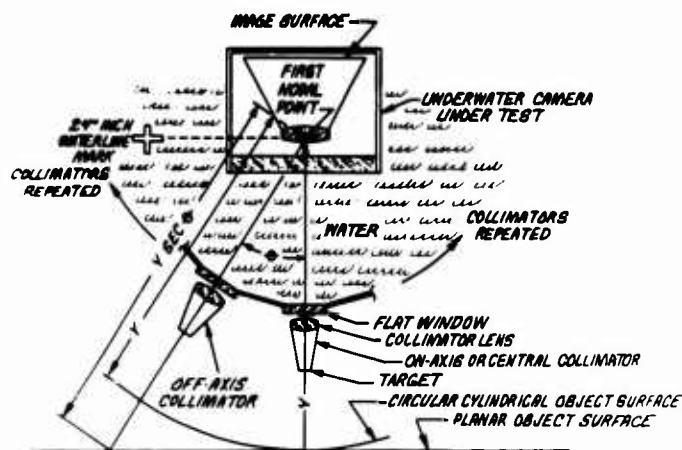 IMAGE SURFACE
FIRST
NODAL
POINT
UNDERWATER CAMERA
UNDER TEST
24" INCH
WATERLINE
MARK
COLLIMATORS
REPEATED
WATER
COLLIMATORS
REPEATED
Y SEC Ø
Y
Φ
FLAT WINDOW
COLLIMATOR LENS
ON-AXIS OR CENTRAL COLLIMATOR
TARGET
OFF-AXIS
COLLIMATOR
Y
CIRCULAR CYLINDRICAL OBJECT SURFACE
PLANAR OBJECT SURFACE